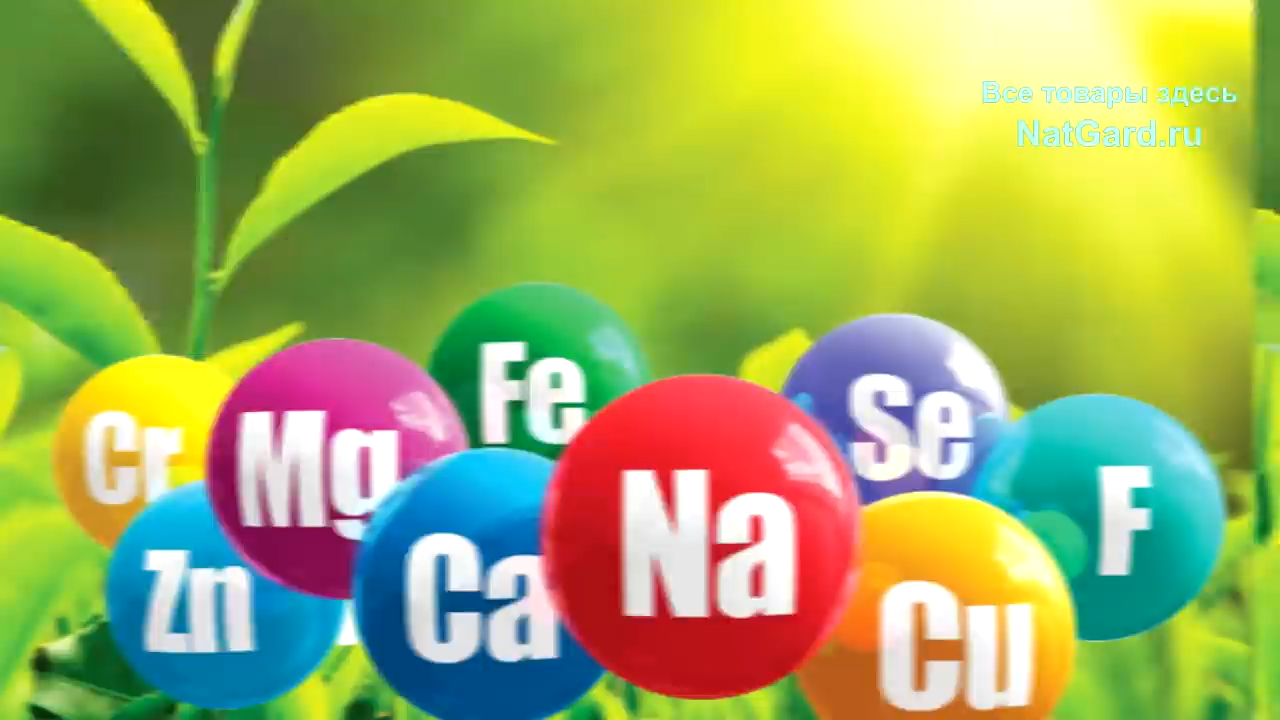 Все товары здесь
NatGard.ru
Fe
Se
Cr
Mg
F
Na
Zn
Ca
Cu